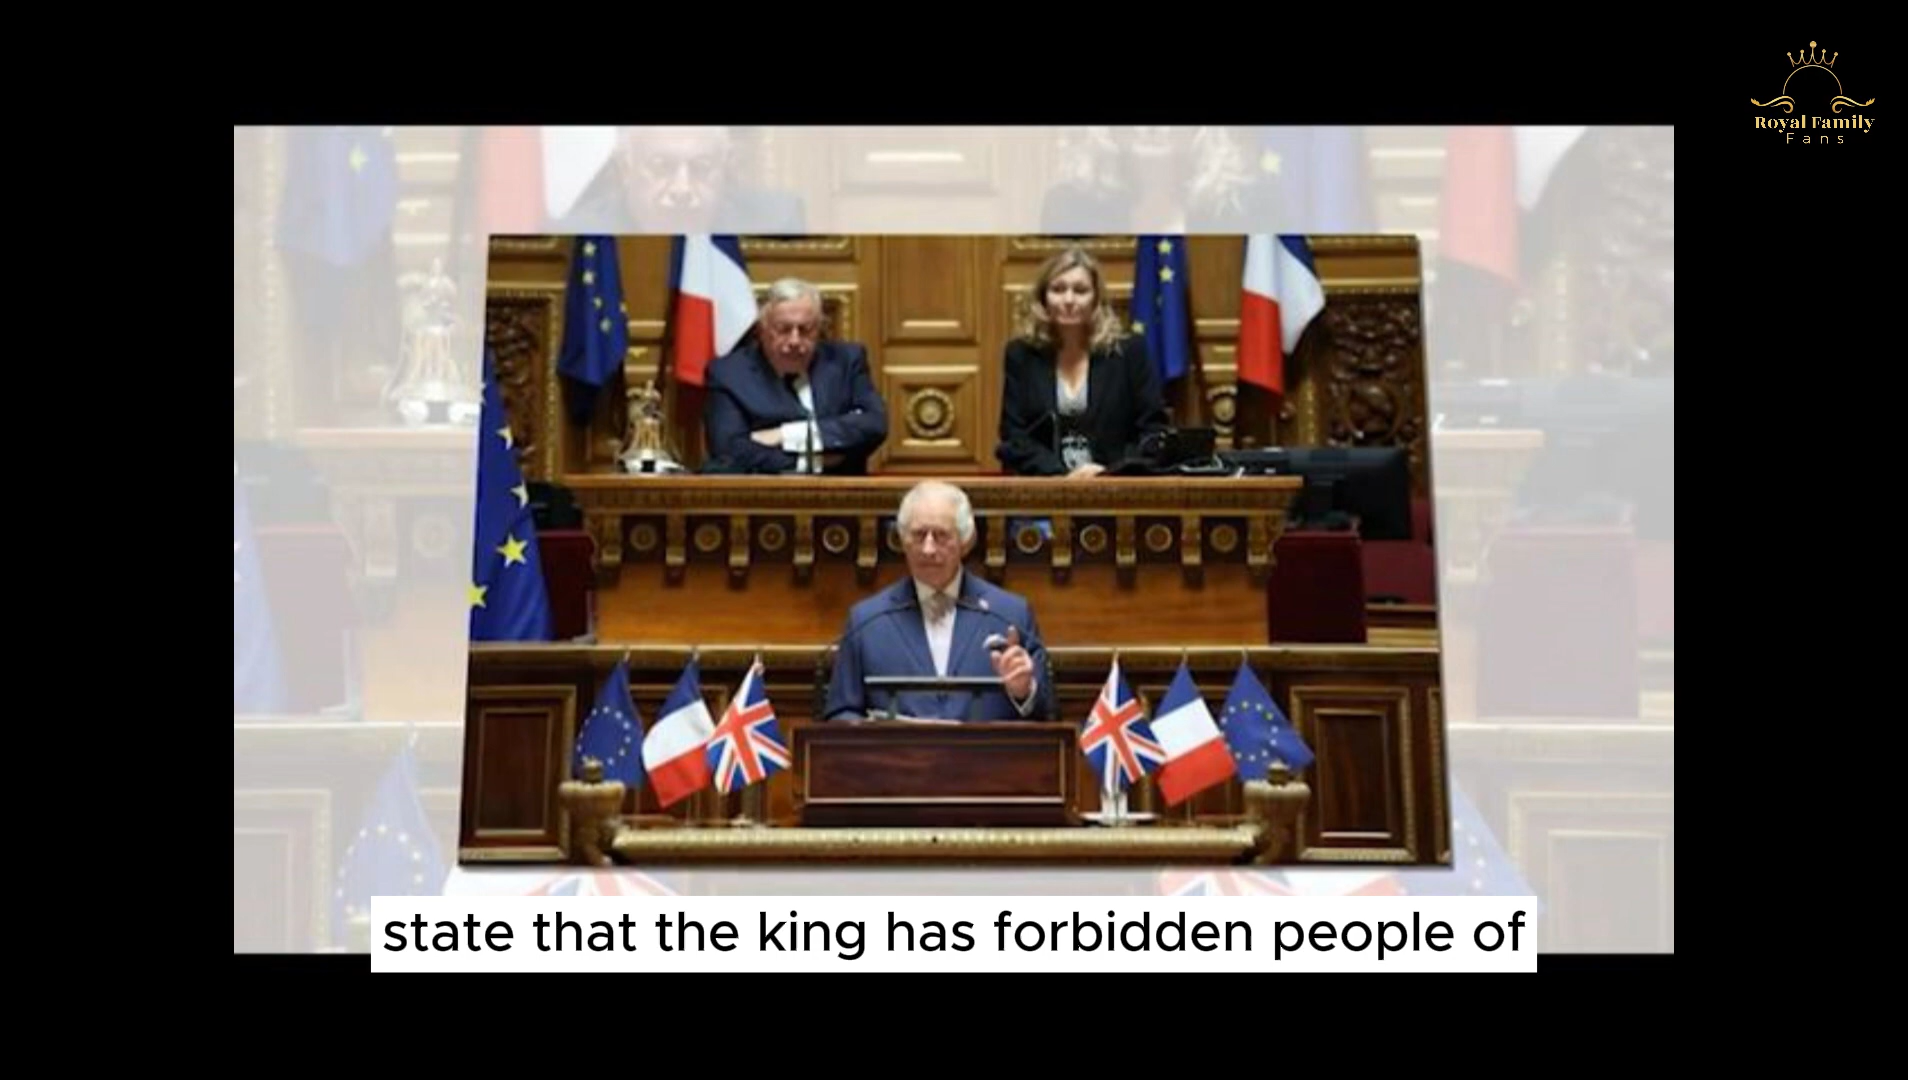 Royal Family
Fans
state that the king has forbidden people of